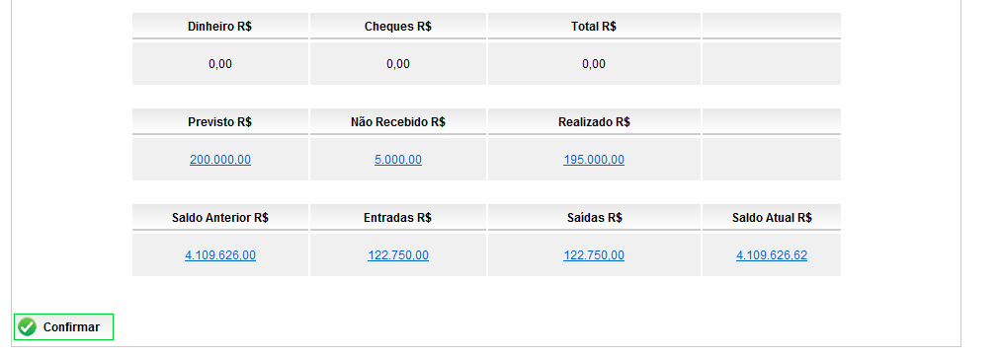 Dinheiro R$ Cheques R$ Total R$
0,00 0,00 0,00
Previsto R$ Não Recebido R$ Realizado R$
200.000,00 5.000,00 195.000,00
Saldo Anterior R$ Entradas R$ Saídas R$ Saldo Atual R$
4.109.626,00 122.750,00 122.750,00 4.109.626,62
Confirmar